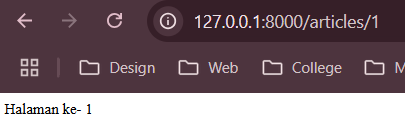 127.0.0.1:8000/articles/1
Design Web College
Halaman ke- 1